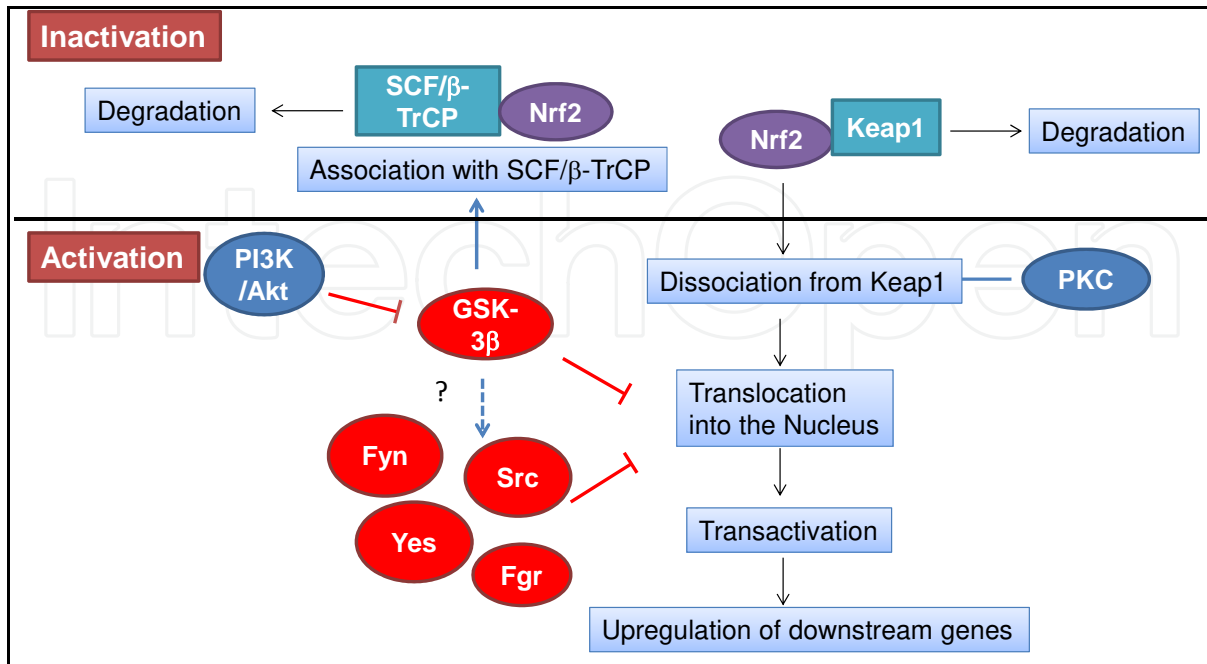 Inactivation
SCF/β-
TrCP
Nrf2
Degradation
Association with SCF/β-TrCP
Nrf2
Keap1
Degradation
Activation
PI3K
/Akt
GSK-
3β
?
Fyn
Src
Yes
Fgr
Dissociation from Keap1
PKC
Translocation
into the Nucleus
Transactivation
Upregulation of downstream genes
IntechOpen